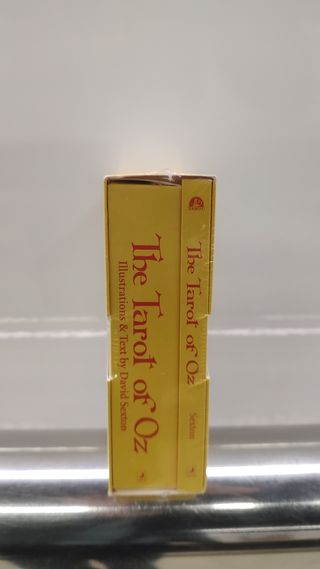 The Tarot of Oz
Illustrations & Text by David Sexton
The Tarot of Oz
Sexton